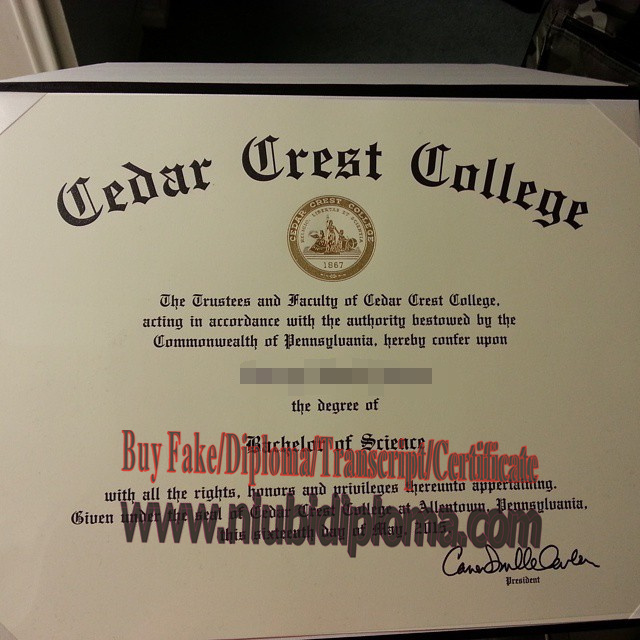 Cedar Crest College
CEDAR CREST COLLEGE
1867
The Trustees and Faculty of Cedar Crest College,
acting in accordance with the authority bestowed by the
Commonwealth of Pennsylvania, hereby confer upon
the degree of
Bachelor of Science
Buy Fake/Diploma/Transcript/Certificate
with all the rights, honors and privileges thereunto appertaining.
Given under the seal of Cedar Crest College at Allentown, Pennsylvania,
www.niubidiploma.com
this sixteenth day of May, 2015.
President